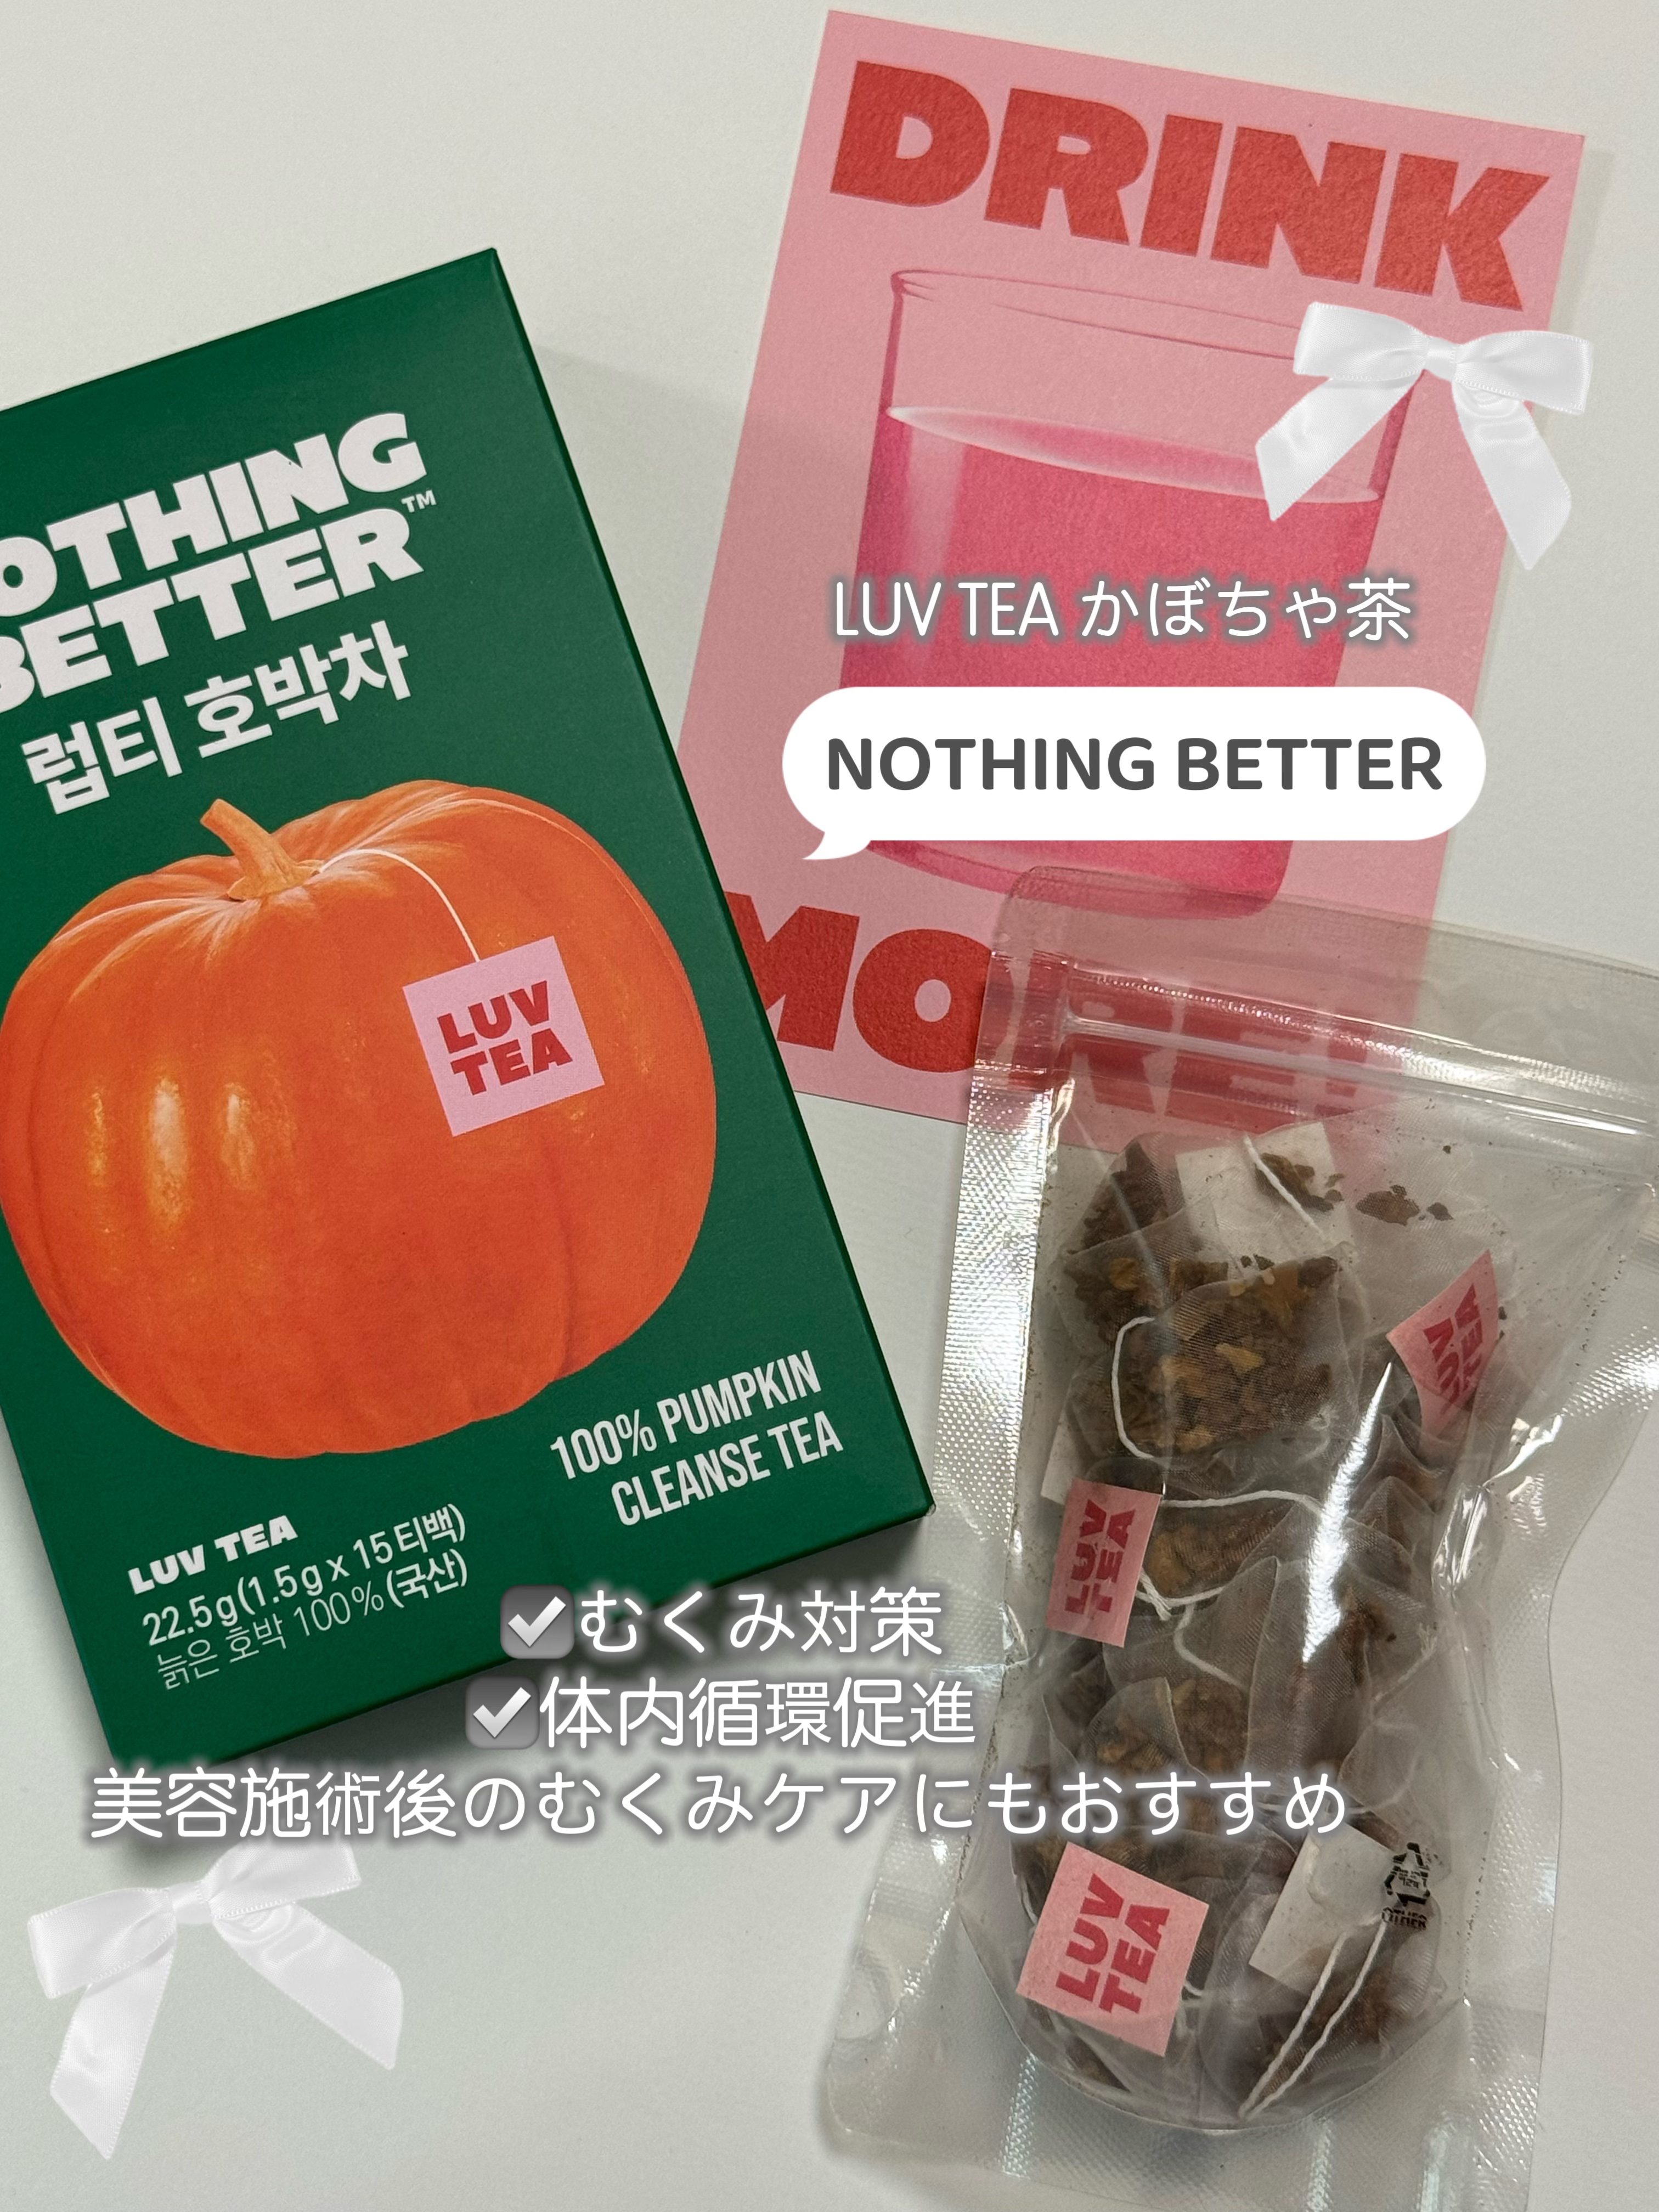 DRINK
OTHING
BETTER™
럽티 호박차
LUV TEA かぼちゃ茶
NOTHING BETTER
MORE!
LUV
TEA
100% PUMPKIN
CLEANSE TEA
LUV TEA
22.5g(1.5g x 15티백)
늙은 호박 100%(국산)
LUV
TEA
LUV
TEA
☑むくみ対策
☑体内循環促進
美容施術後のむくみケアにもおすすめ
LUV
TEA
OTHER